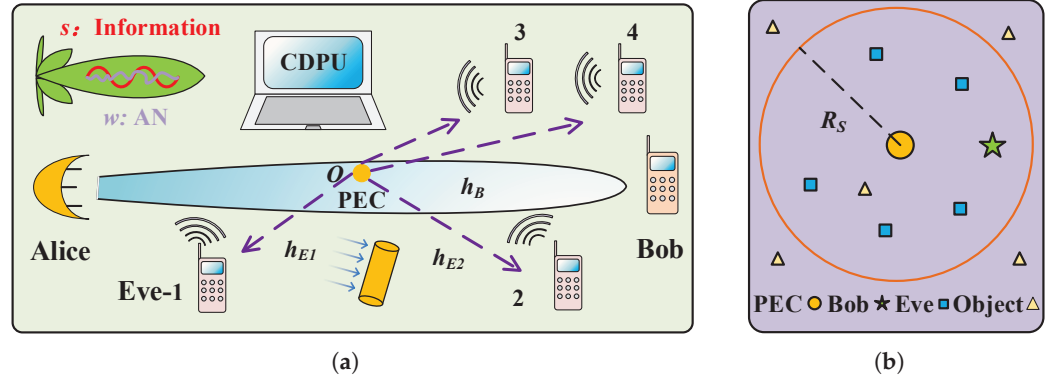 s: Information
w: AN
CDPU
3
4
O
PEC
h_B
Alice
Bob
h_E1
h_E2
Eve-1
2
(a)
R_S
PEC Bob Eve Object
(b)